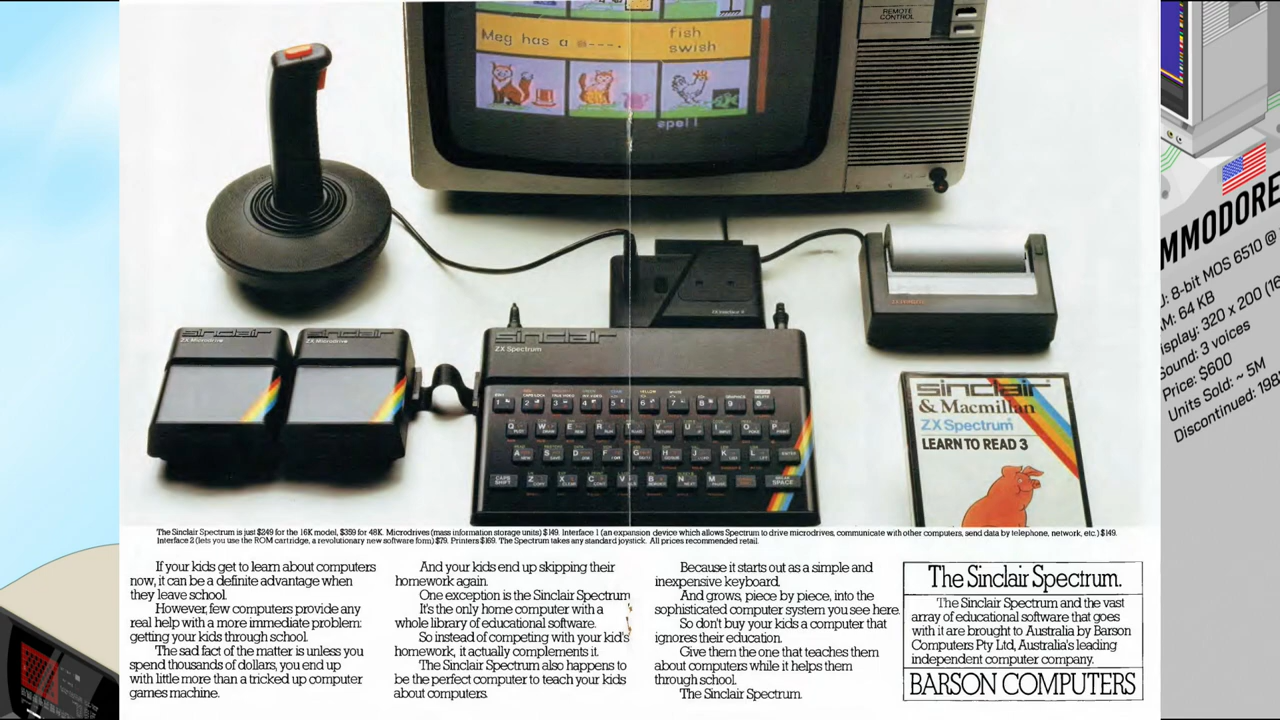 REMOTE
CONTROL
Meg has a ----.
fish
swish
spell
sinclair
ZX Microdrive
sinclair
ZX Microdrive
sinclair
ZX Spectrum
sinclair
& Macmillan
ZX Spectrum
LEARN TO READ 3
The Sinclair Spectrum is just $249 for the 16K model, $359 for 48K. Microdrives (mass information storage units) $149. Interface 1 (an expansion device which allows Spectrum to drive microdrives, communicate with other computers, send data by telephone, network, etc.) $149.
Interface 2 (lets you use the ROM cartridge, a revolutionary new software form) $79. Printers $169. The Spectrum takes any standard joystick. All prices recommended retail.
If your kids get to learn about computers
now, it can be a definite advantage when
they leave school.
However, few computers provide any
real help with a more immediate problem:
getting your kids through school.
The sad fact of the matter is unless you
spend thousands of dollars, you end up
with little more than a tricked up computer
games machine.
And your kids end up skipping their
homework again.
One exception is the Sinclair Spectrum
It's the only home computer with a
whole library of educational software.
So instead of competing with your kid's
homework, it actually complements it.
The Sinclair Spectrum also happens to
be the perfect computer to teach your kids
about computers.
Because it starts out as a simple and
inexpensive keyboard.
And grows, piece by piece, into the
sophisticated computer system you see here.
So don't buy your kids a computer that
ignores their education.
Give them the one that teaches them
about computers while it helps them
through school.
The Sinclair Spectrum.
The Sinclair Spectrum.
The Sinclair Spectrum and the vast
array of educational software that goes
with it are brought to Australia by Barson
Computers Pty Ltd, Australia's leading
independent computer company.
BARSON COMPUTERS
MMODORE
: 8-bit MOS 6510 @
M: 64 KB
isplay: 320 x 200 (16
ound: 3 voices
Price: $600
Units Sold: ~ 5M
Discontinued: 198